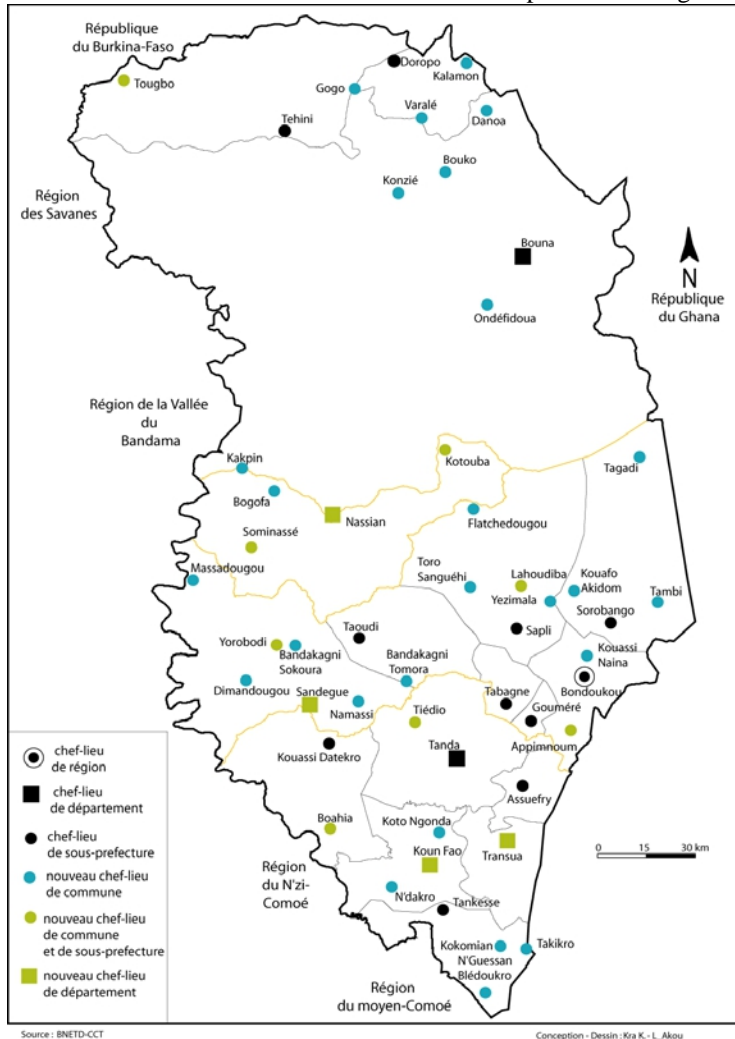 République
du Burkina-Faso
Doropo
Kalamon
Tougbo
Gogo
Varalé
Danoa
Tehini
Bouko
Konzié
Région
des Savanes
Bouna
N
République
du Ghana
Ondéfidoua
Région de la Vallée
du
Bandama
Kakpin
Kotouba
Tagadi
Bogofa
Nassian
Flatchedougou
Sominassé
Massadougou
Toro
Sanguéhi
Lahoudiba
Yezimala
Kouafo
Akidom
Tambi
Sorobango
Taoudi
Sapli
Yorobodi
Bandakagni
Sokoura
Bandakagni
Tomora
Kouassi
Naina
Dimandougou
Sandegue
Namassi
Tabagne
Bondoukou
Tiédio
Gouméré
Appimnoum
Kouassi Datekro
Tanda
Assuefry
Boahia
Koto Ngonda
Koun Fao
Transua
0 15 30 km
Région
du N'zi-
Comoé
N'dakro
Tankesse
Kokomian
Takikro
N'Guessan
Blédoukro
Région
du moyen-Comoé
chef-lieu
de région
chef-lieu
de département
chef-lieu
de sous-prefecture
nouveau chef-lieu
de commune
nouveau chef-lieu
de commune
et de sous-prefecture
nouveau chef-lieu
de département
Source : BNETD-CCT
Conception - Dessin : Kra K. - L. Akou